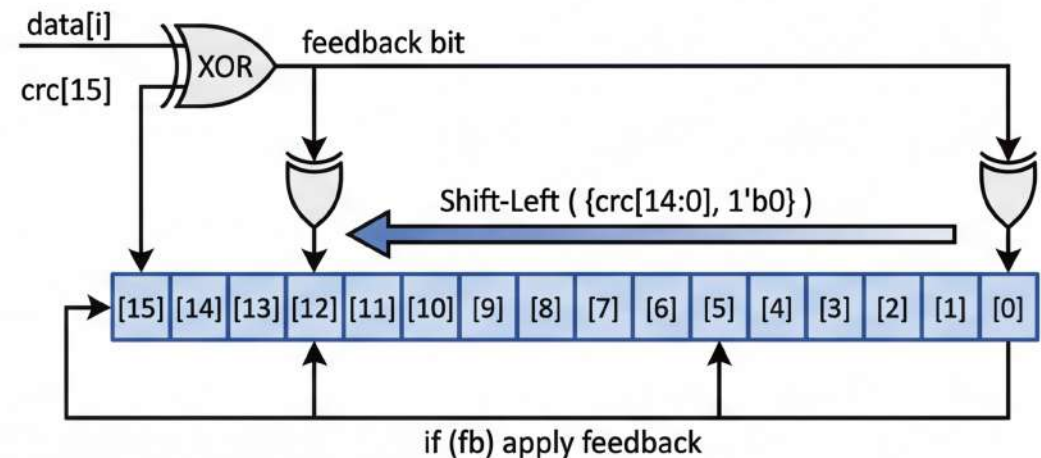 data[i]
XOR
feedback bit
crc[15]
Shift-Left ( {crc[14:0], 1'b0} )
[15] [14] [13] [12] [11] [10] [9] [8] [7] [6] [5] [4] [3] [2] [1] [0]
if (fb) apply feedback